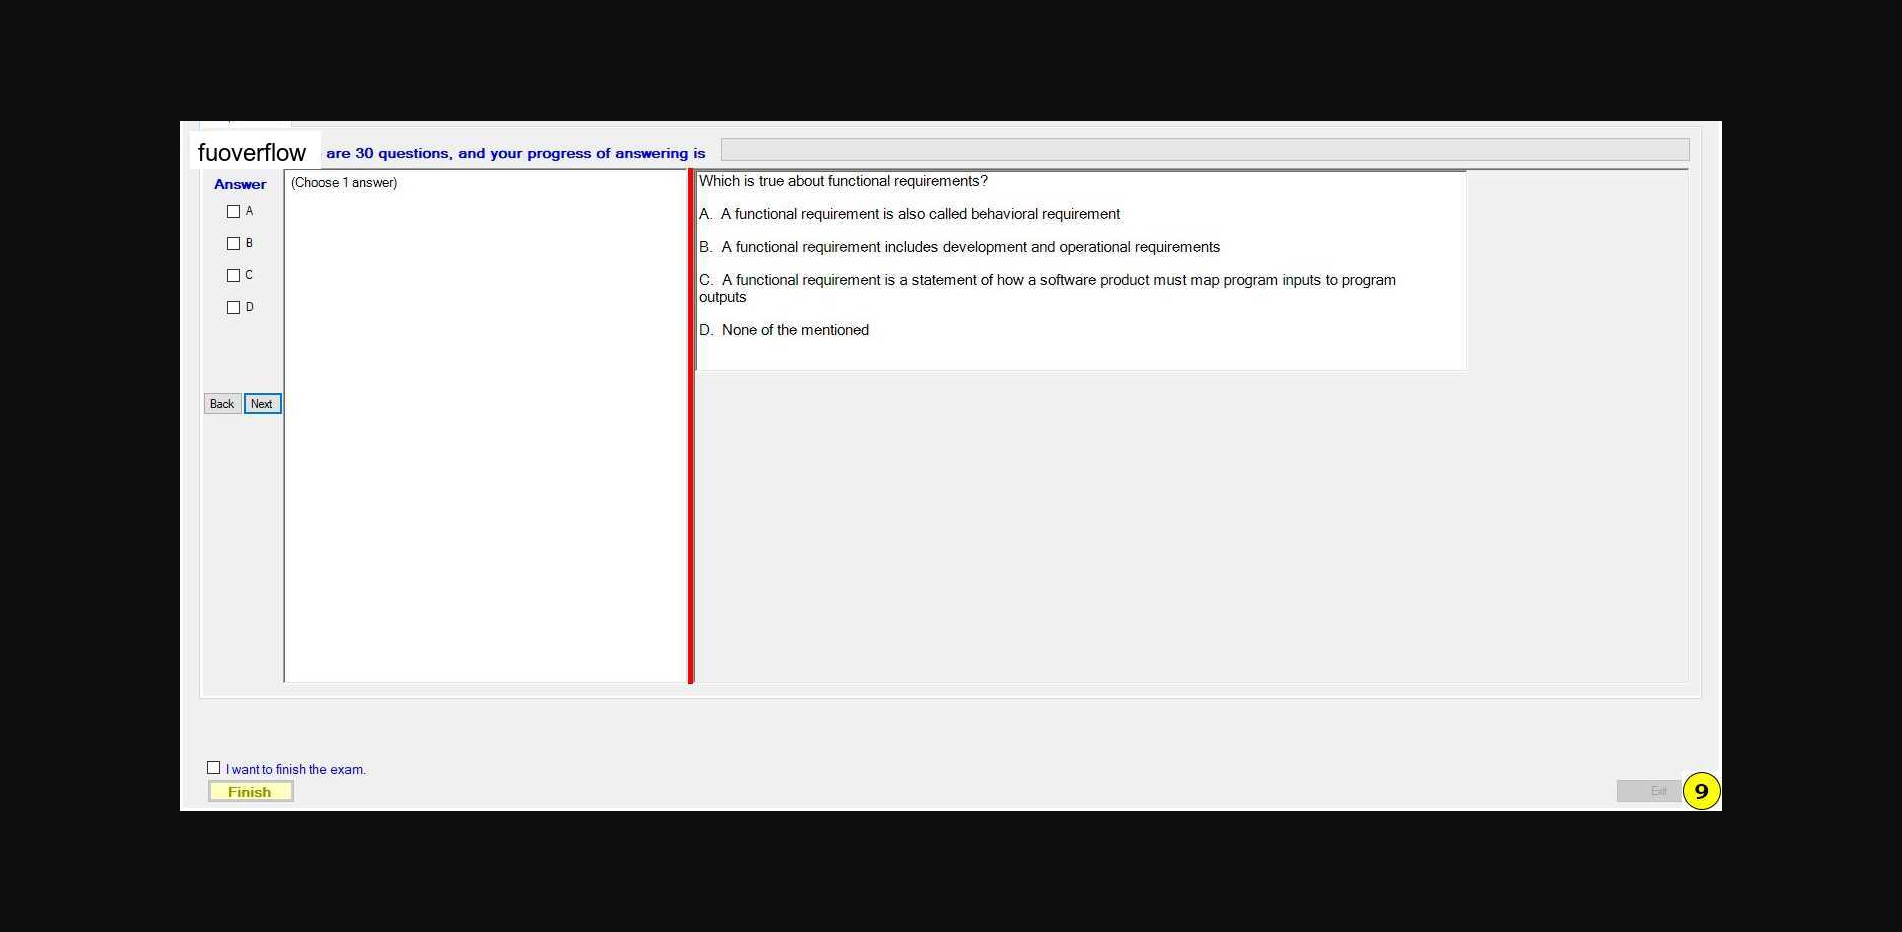 fuoverflow are 30 questions, and your progress of answering is
Answer
(Choose 1 answer)
A
B
C
D
Back Next
Which is true about functional requirements?
A. A functional requirement is also called behavioral requirement
B. A functional requirement includes development and operational requirements
C. A functional requirement is a statement of how a software product must map program inputs to program
outputs
D. None of the mentioned
I want to finish the exam.
Finish
Exit
9